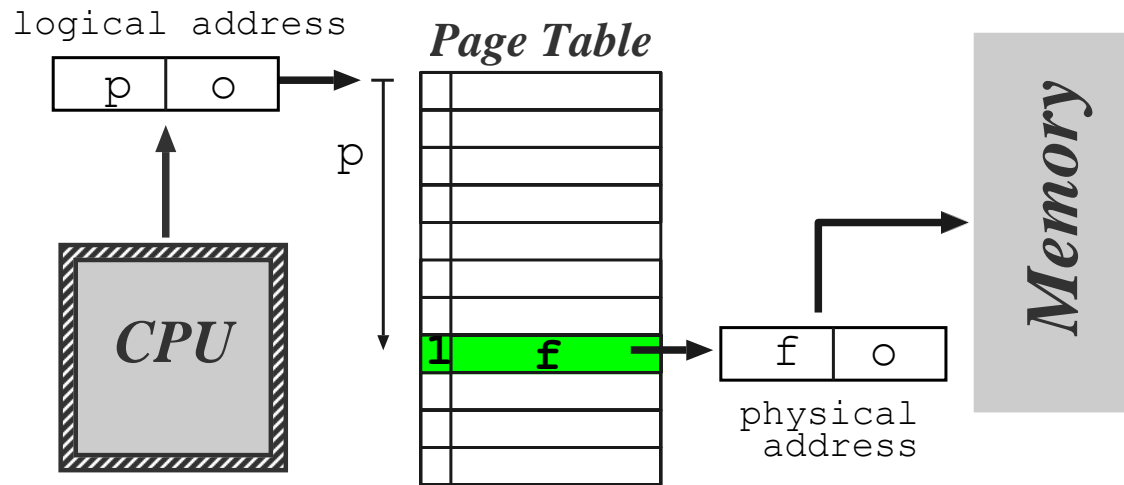 logical address
p o
p
CPU
Page Table
1 f
f o
physical
address
Memory